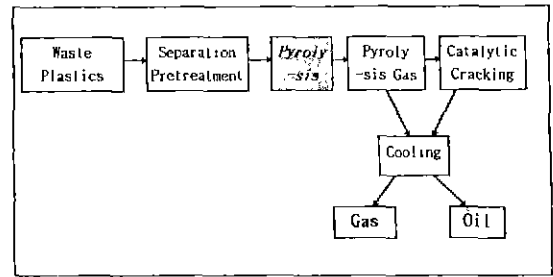 Waste
Plastics
Separation
Pretreatment
Pyroly
-sis
Pyroly
-sis Gas
Catalytic
Cracking
Cooling
Gas
Oil